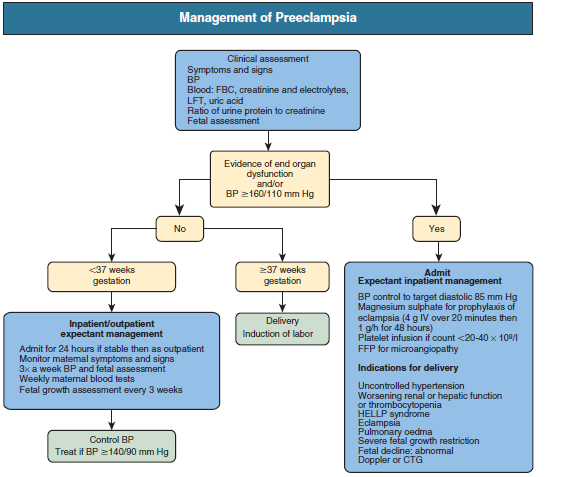 Management of Preeclampsia
Clinical assessment
Symptoms and signs
BP
Blood: FBC, creatinine and electrolytes,
LFT, uric acid
Ratio of urine protein to creatinine
Fetal assessment
Evidence of end organ
dysfunction
and/or
BP ≥160/110 mm Hg
No
Yes
<37 weeks
gestation
≥37 weeks
gestation
Inpatient/outpatient
expectant management
Admit for 24 hours if stable then as outpatient
Monitor maternal symptoms and signs
3× a week BP and fetal assessment
Weekly maternal blood tests
Fetal growth assessment every 3 weeks
Delivery
Induction of labor
Control BP
Treat if BP ≥140/90 mm Hg
Admit
Expectant inpatient management
BP control to target diastolic 85 mm Hg
Magnesium sulphate for prophylaxis of
eclampsia (4 g IV over 20 minutes then
1 g/h for 48 hours)
Platelet infusion if count <20-40 × 10⁹/l
FFP for microangiopathy
Indications for delivery
Uncontrolled hypertension
Worsening renal or hepatic function
or thrombocytopenia
HELLP syndrome
Eclampsia
Pulmonary oedma
Severe fetal growth restriction
Fetal decline: abnormal
Doppler or CTG